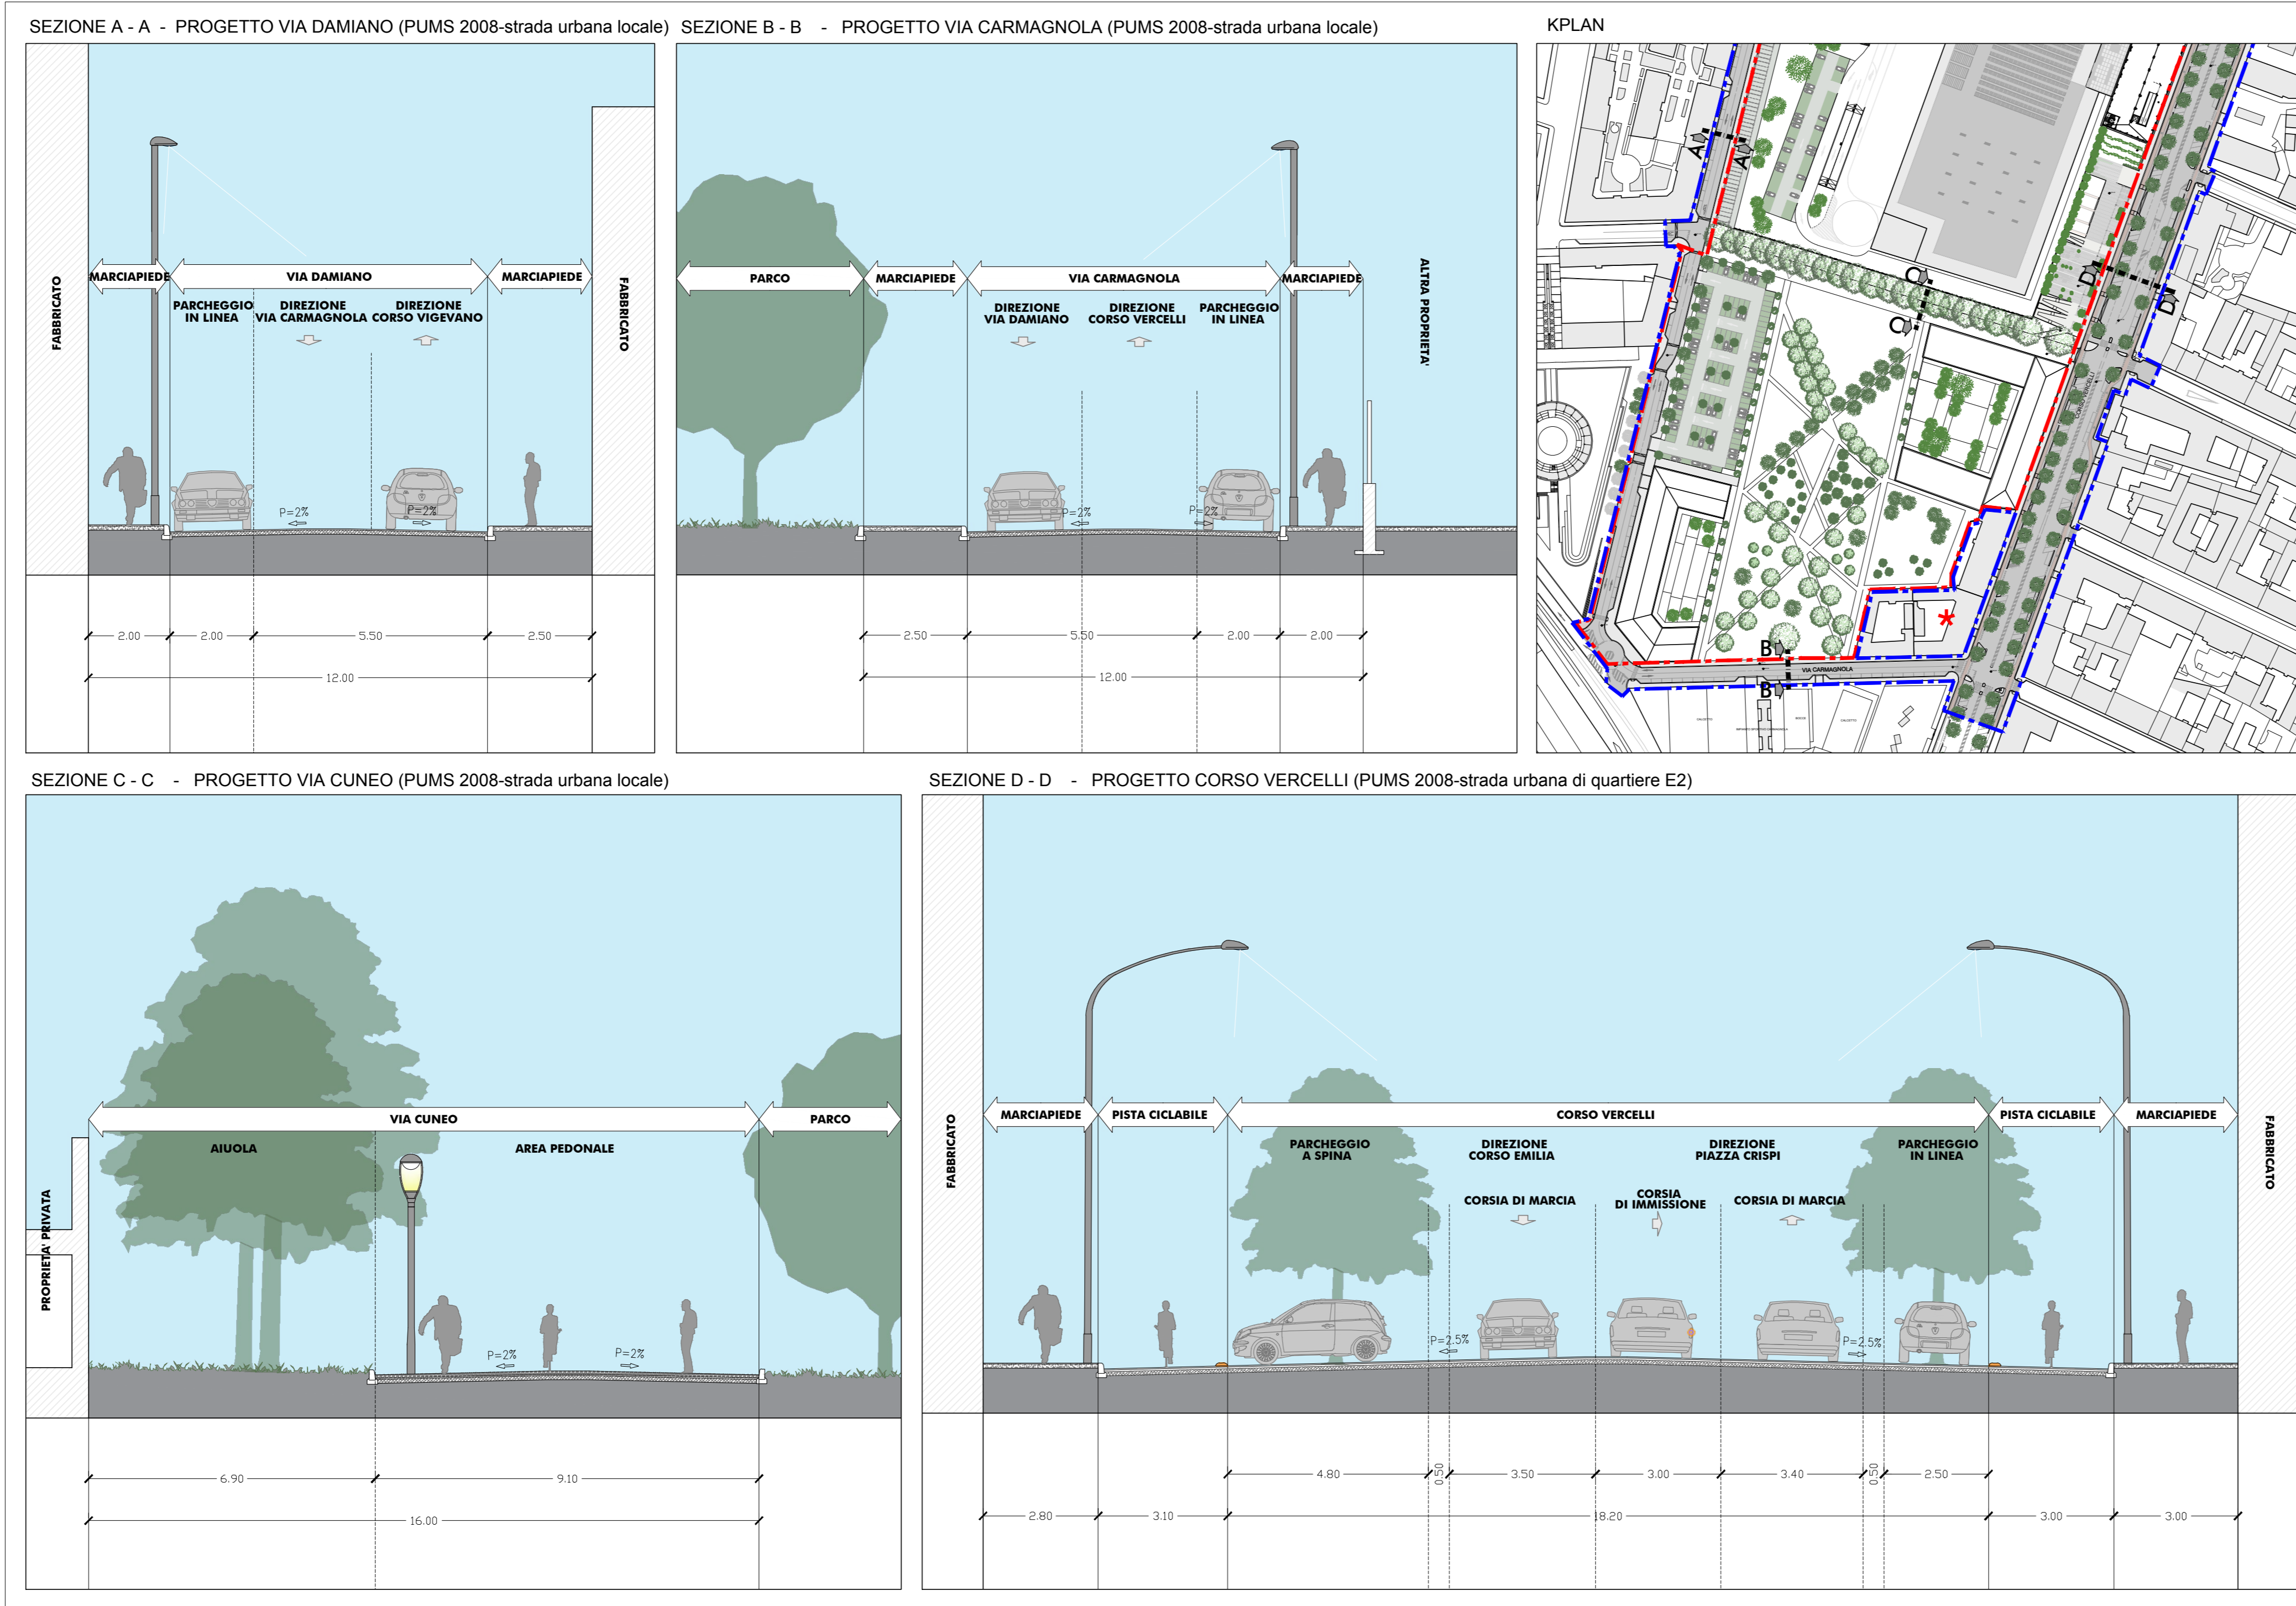 SEZIONE A - A - PROGETTO VIA DAMIANO (PUMS 2008-strada urbana locale)
FABBRICATO
MARCIAPIEDE
VIA DAMIANO
MARCIAPIEDE
FABBRICATO
PARCHEGGIO
IN LINEA
DIREZIONE
VIA CARMAGNOLA
DIREZIONE
CORSO VIGEVANO
P=2%
P=2%
2.00
2.00
5.50
2.50
12.00
SEZIONE B - B - PROGETTO VIA CARMAGNOLA (PUMS 2008-strada urbana locale)
PARCO
MARCIAPIEDE
VIA CARMAGNOLA
MARCIAPIEDE
ALTRA PROPRIETA'
DIREZIONE
VIA DAMIANO
DIREZIONE
CORSO VERCELLI
PARCHEGGIO
IN LINEA
P=2%
P=2%
2.50
5.50
2.00
2.00
12.00
KPLAN
A
A
C
C
D
D
CORSO VERCELLI
*
B
B
VIA CARMAGNOLA
SEZIONE C - C - PROGETTO VIA CUNEO (PUMS 2008-strada urbana locale)
PROPRIETA' PRIVATA
VIA CUNEO
PARCO
AIUOLA
AREA PEDONALE
P=2%
P=2%
6.90
9.10
16.00
SEZIONE D - D - PROGETTO CORSO VERCELLI (PUMS 2008-strada urbana di quartiere E2)
FABBRICATO
MARCIAPIEDE
PISTA CICLABILE
CORSO VERCELLI
PISTA CICLABILE
MARCIAPIEDE
FABBRICATO
PARCHEGGIO
A SPINA
DIREZIONE
CORSO EMILIA
DIREZIONE
PIAZZA CRISPI
PARCHEGGIO
IN LINEA
CORSIA DI MARCIA
CORSIA
DI IMMISSIONE
CORSIA DI MARCIA
P=2.5%
P=2.5%
4.80
0.50
3.50
3.00
3.40
0.50
2.50
2.80
3.10
18.20
3.00
3.00